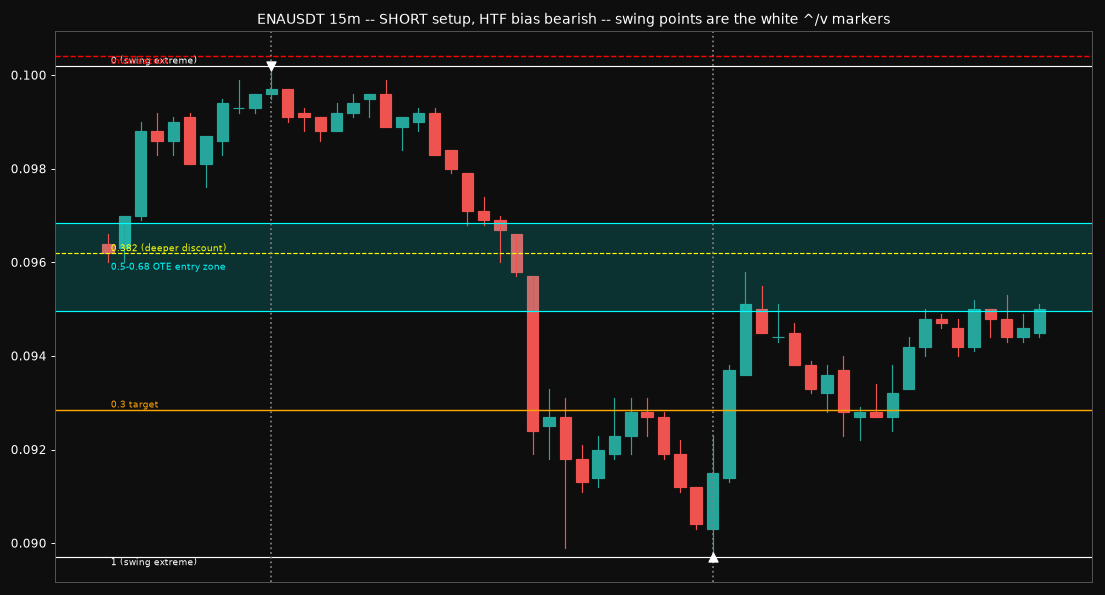 ENAUSDT 15m -- SHORT setup, HTF bias bearish -- swing points are the white ^/v markers
0 (swing extreme)
0.100
0.098
0.382 (deeper discount)
0.096
0.5-0.68 OTE entry zone
0.094
0.3 target
0.092
0.090
1 (swing extreme)